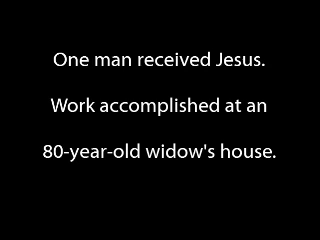 One man received Jesus.
Work accomplished at an
80-year-old widow's house.